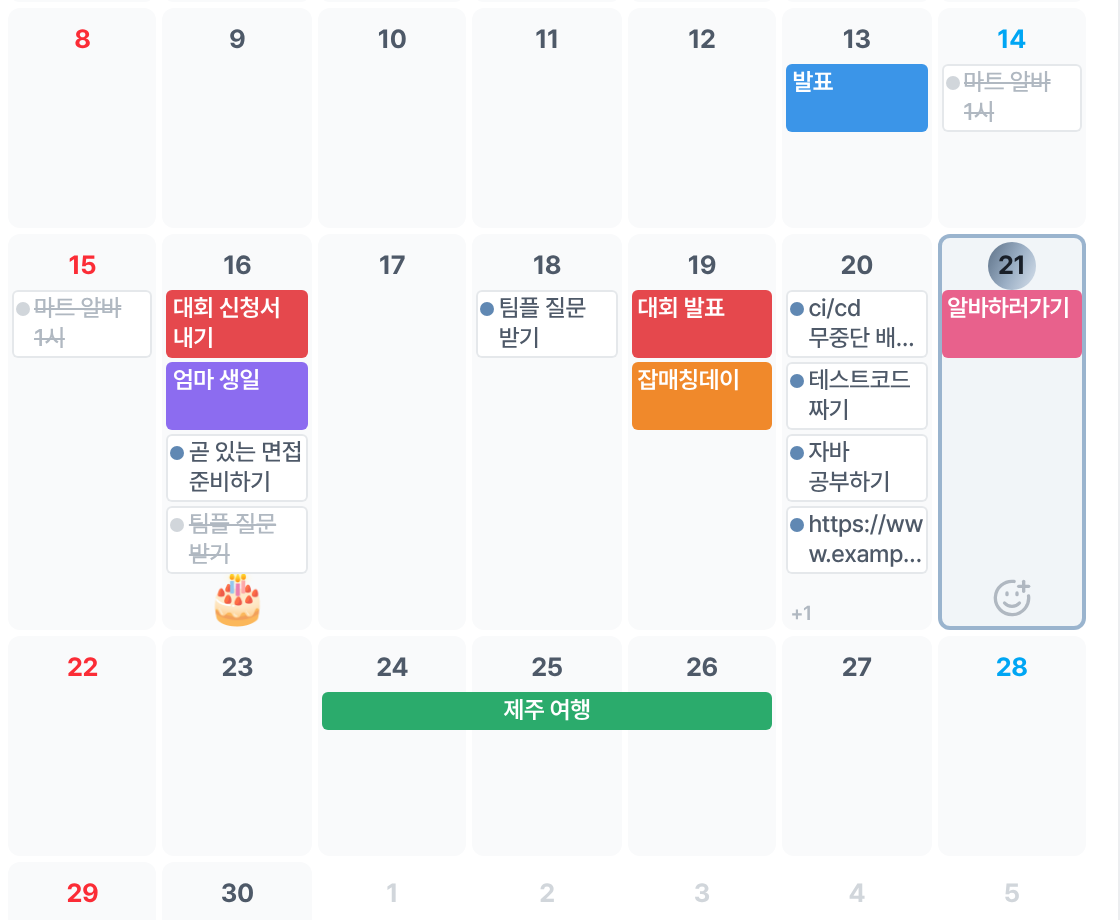 8 9 10 11 12 13 14
발표
마트 알바
1시
15 16 17 18 19 20 21
마트 알바
1시
대회 신청서
내기
엄마 생일
곧 있는 면접
준비하기
팀플 질문
받기
팀플 질문
받기
대회 발표
잡매칭데이
ci/cd
무중단 배...
테스트코드
짜기
자바
공부하기
https://ww
w.examp...
+1
알바하러가기
22 23 24 25 26 27 28
제주 여행
29 30 1 2 3 4 5